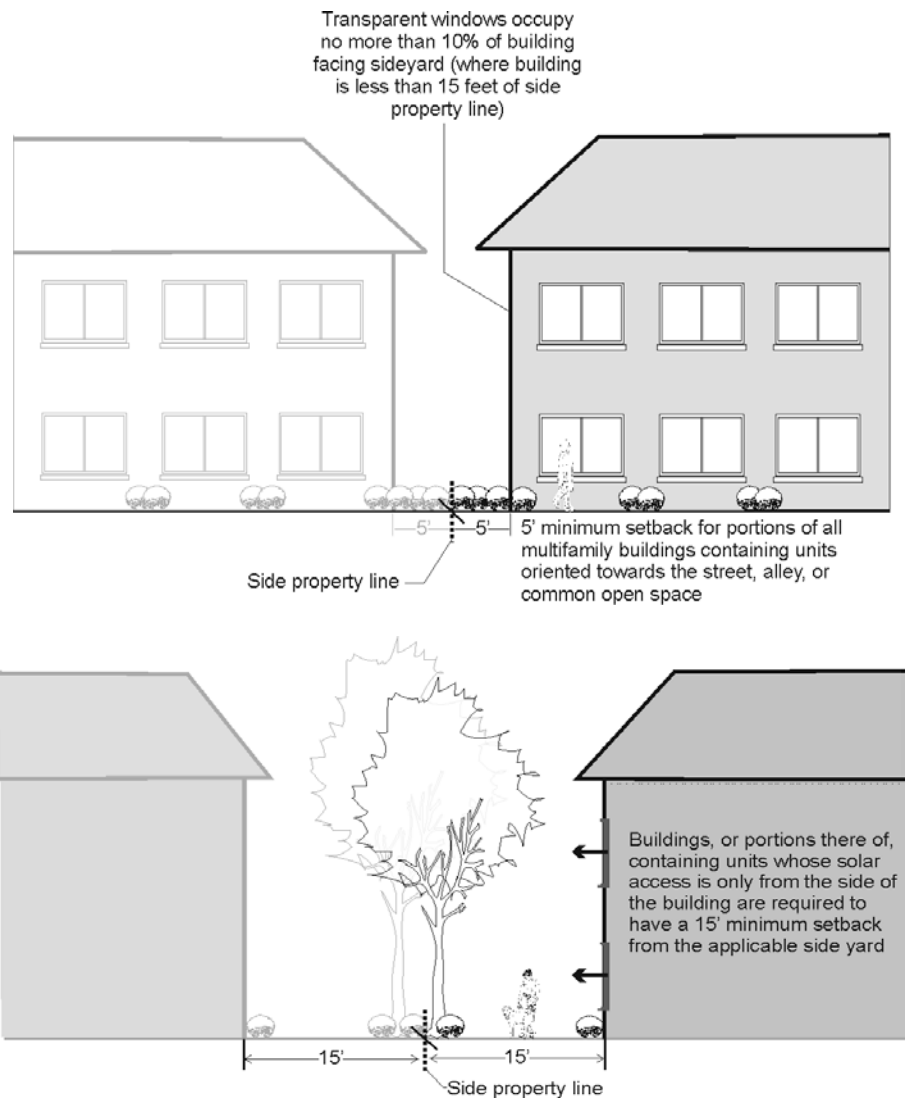 Transparent windows occupy
no more than 10% of building
facing sideyard (where building
is less than 15 feet of side
property line)
5'
5'
5' minimum setback for portions of all
multifamily buildings containing units
oriented towards the street, alley, or
common open space
Side property line
Buildings, or portions there of,
containing units whose solar
access is only from the side of
the building are required to
have a 15' minimum setback
from the applicable side yard
15'
15'
Side property line